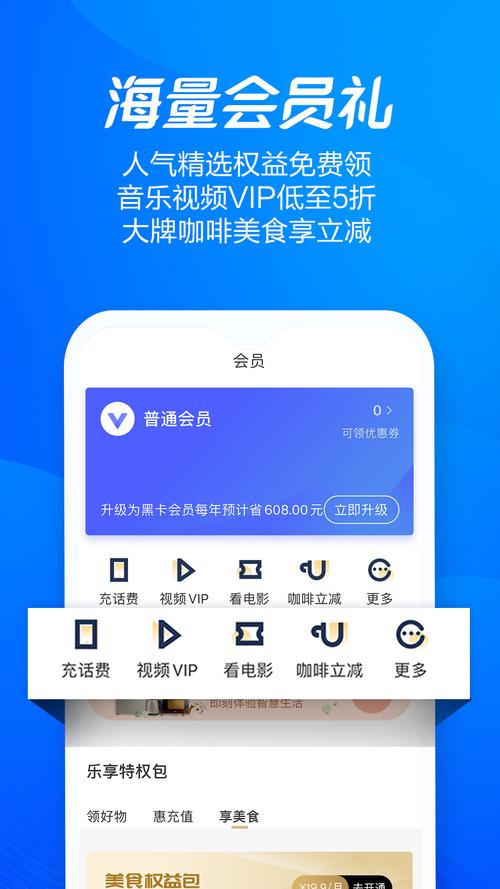 海量会员礼
人气精选权益免费领
音乐视频VIP低至5折
大牌咖啡美食享立减
会员
普通会员
0
可领优惠券
升级为黑卡会员每年预计省608.00元
立即升级
充话费 视频VIP 看电影 咖啡立减 更多
充话费 视频VIP 看电影 咖啡立减 更多
即刻体验智慧生活
乐享特权包
领好物 惠充值 享美食
美食权益包
¥19.9/月 去开通